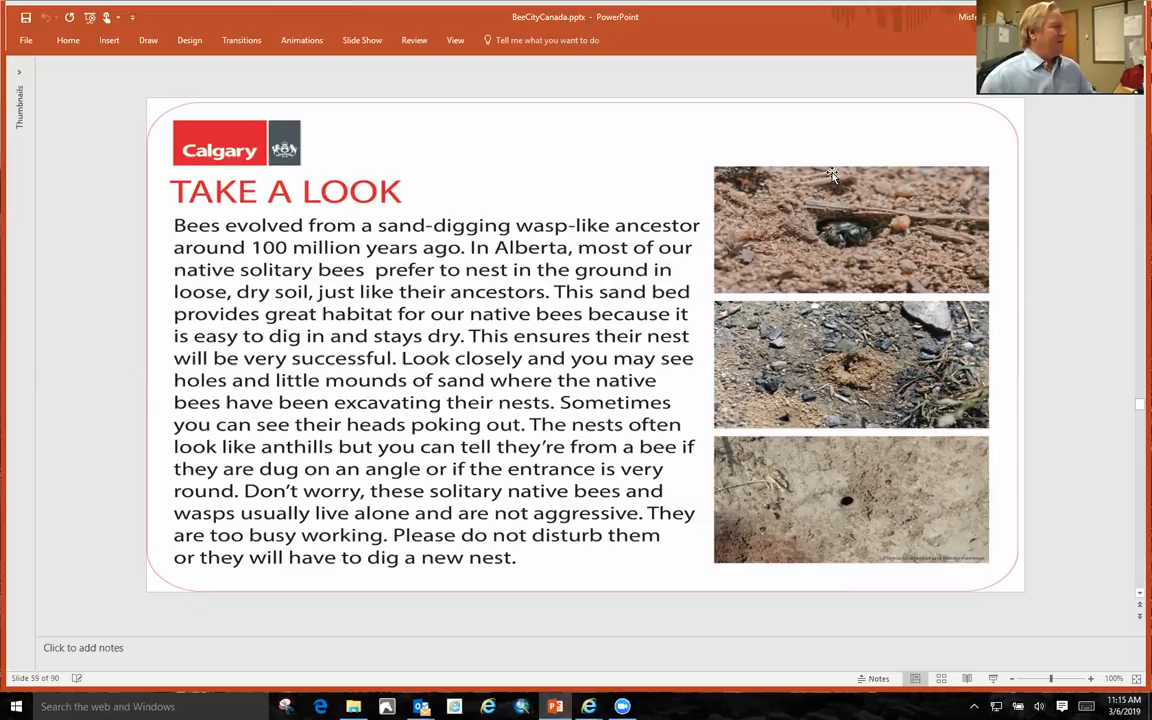 BeeCityCanada.pptx - PowerPoint
File Home Insert Draw Design Transitions Animations Slide Show Review View Tell me what you want to do
Thumbnails
Calgary
TAKE A LOOK
Bees evolved from a sand-digging wasp-like ancestor
around 100 million years ago. In Alberta, most of our
native solitary bees prefer to nest in the ground in
loose, dry soil, just like their ancestors. This sand bed
provides great habitat for our native bees because it
is easy to dig in and stays dry. This ensures their nest
will be very successful. Look closely and you may see
holes and little mounds of sand where the native
bees have been excavating their nests. Sometimes
you can see their heads poking out. The nests often
look like anthills but you can tell they're from a bee if
they are dug on an angle or if the entrance is very
round. Don't worry, these solitary native bees and
wasps usually live alone and are not aggressive. They
are too busy working. Please do not disturb them
or they will have to dig a new nest.
Click to add notes
Slide 59 of 90 Notes 100%
Search the web and Windows
11:15 AM
3/6/2019